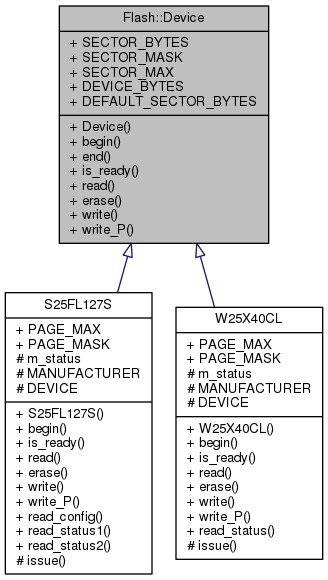 Flash::Device
+ SECTOR_BYTES
+ SECTOR_MASK
+ SECTOR_MAX
+ DEVICE_BYTES
+ DEFAULT_SECTOR_BYTES
+ Device()
+ begin()
+ end()
+ is_ready()
+ read()
+ erase()
+ write()
+ write_P()
S25FL127S
+ PAGE_MAX
+ PAGE_MASK
# m_status
# MANUFACTURER
# DEVICE
+ S25FL127S()
+ begin()
+ is_ready()
+ read()
+ erase()
+ write()
+ write_P()
+ read_config()
+ read_status1()
+ read_status2()
# issue()
W25X40CL
+ PAGE_MAX
+ PAGE_MASK
# m_status
# MANUFACTURER
# DEVICE
+ W25X40CL()
+ begin()
+ is_ready()
+ read()
+ erase()
+ write()
+ write_P()
+ read_status()
# issue()